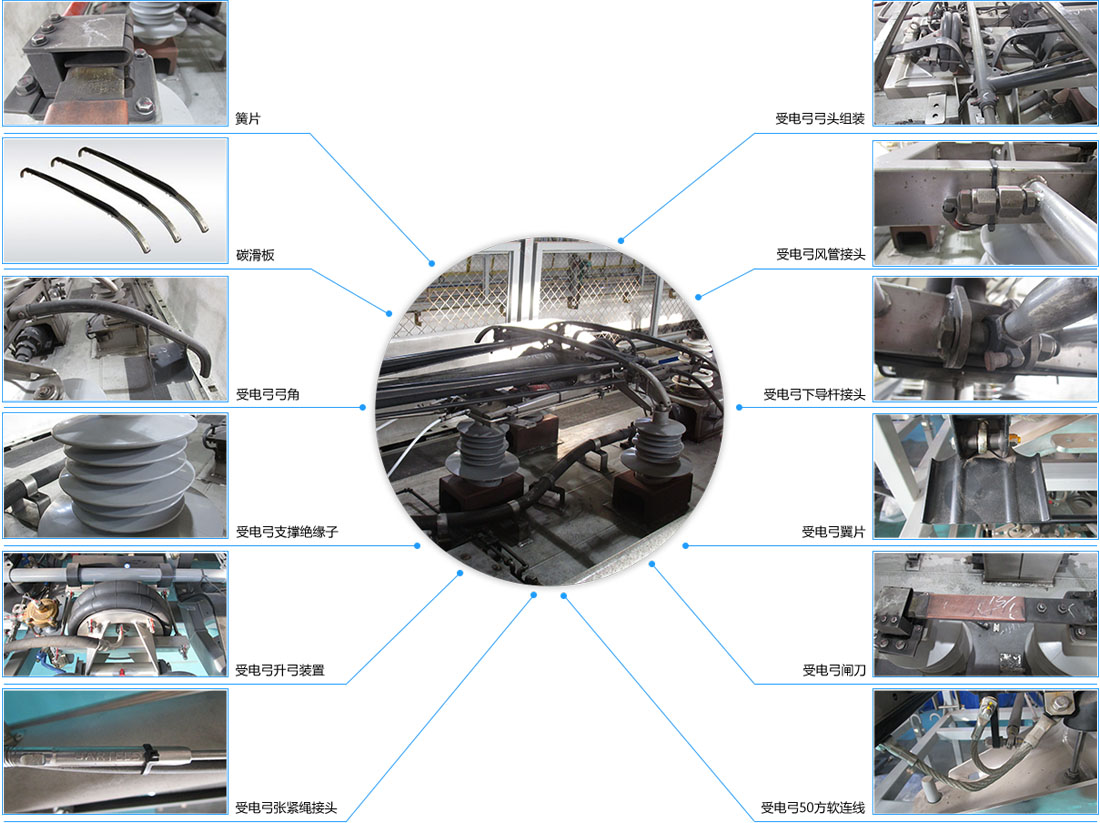 簧片
受电弓弓头组装
碳滑板
受电弓风管接头
受电弓弓角
受电弓下导杆接头
受电弓支撑绝缘子
受电弓翼片
受电弓升弓装置
受电弓闸刀
受电弓张紧绳接头
受电弓50方软连线